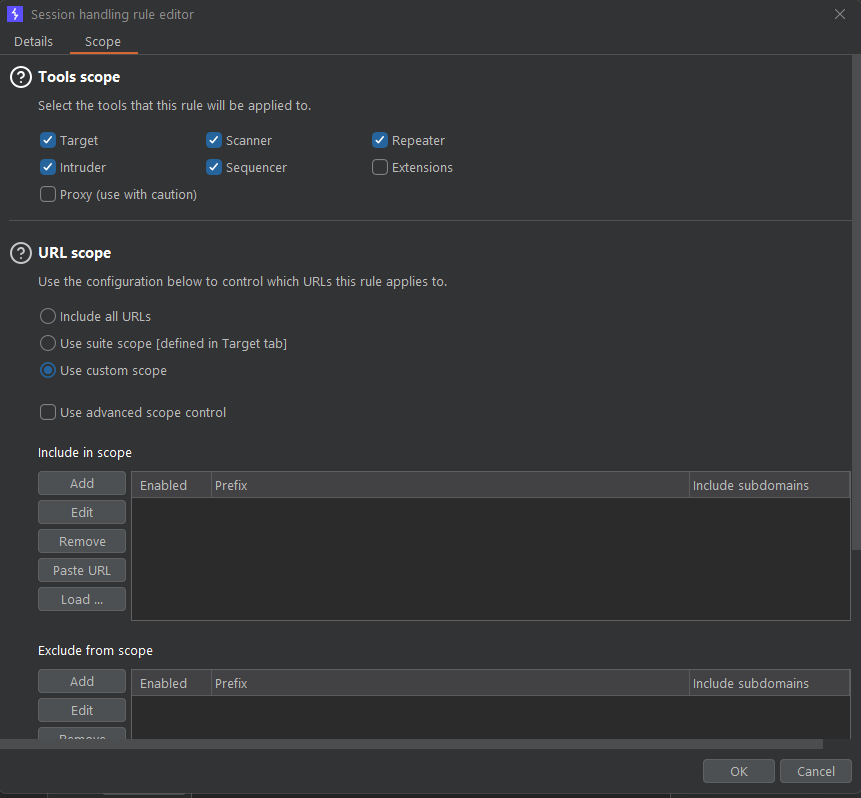 Session handling rule editor
Details Scope
Tools scope
Select the tools that this rule will be applied to.
Target Scanner Repeater
Intruder Sequencer Extensions
Proxy (use with caution)
URL scope
Use the configuration below to control which URLs this rule applies to.
Include all URLs
Use suite scope [defined in Target tab]
Use custom scope
Use advanced scope control
Include in scope
Add Enabled Prefix Include subdomains
Edit
Remove
Paste URL
Load ...
Exclude from scope
Add Enabled Prefix Include subdomains
Edit
Remove
OK Cancel